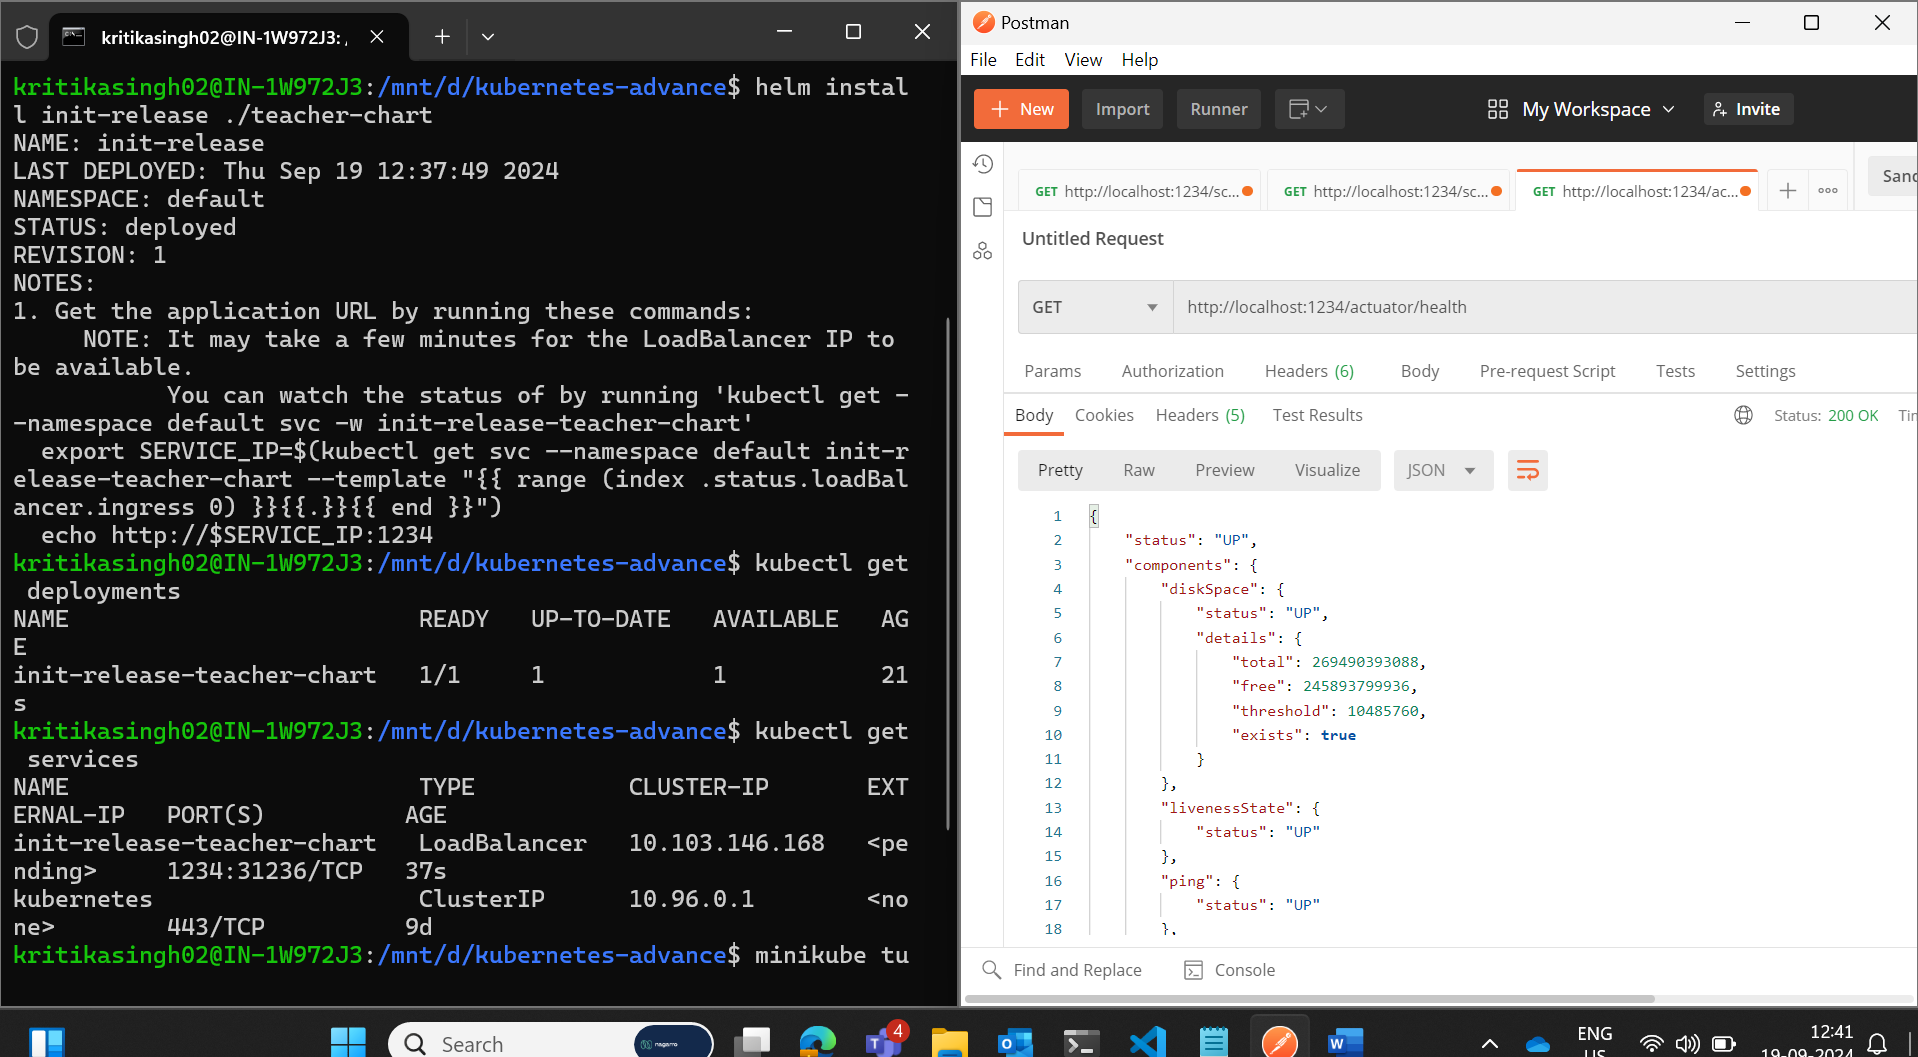 kritikasingh02@IN-1W972J3: /
kritikasingh02@IN-1W972J3:/mnt/d/kubernetes-advance$ helm instal
l init-release ./teacher-chart
NAME: init-release
LAST DEPLOYED: Thu Sep 19 12:37:49 2024
NAMESPACE: default
STATUS: deployed
REVISION: 1
NOTES:
1. Get the application URL by running these commands:
NOTE: It may take a few minutes for the LoadBalancer IP to
be available.
You can watch the status of by running 'kubectl get -
-namespace default svc -w init-release-teacher-chart'
export SERVICE_IP=$(kubectl get svc --namespace default init-r
elease-teacher-chart --template "{{ range (index .status.loadBal
ancer.ingress 0) }}{{.}}{{ end }}")
echo http://$SERVICE_IP:1234
kritikasingh02@IN-1W972J3:/mnt/d/kubernetes-advance$ kubectl get
deployments
NAME READY UP-TO-DATE AVAILABLE AG
E
init-release-teacher-chart 1/1 1 1 21
s
kritikasingh02@IN-1W972J3:/mnt/d/kubernetes-advance$ kubectl get
services
NAME TYPE CLUSTER-IP EXT
ERNAL-IP PORT(S) AGE
init-release-teacher-chart LoadBalancer 10.103.146.168 <pe
nding> 1234:31236/TCP 37s
kubernetes ClusterIP 10.96.0.1 <no
ne> 443/TCP 9d
kritikasingh02@IN-1W972J3:/mnt/d/kubernetes-advance$ minikube tu
Postman
File Edit View Help
New Import Runner My Workspace Invite
GET http://localhost:1234/sc... GET http://localhost:1234/sc... GET http://localhost:1234/ac... Sand
Untitled Request
GET http://localhost:1234/actuator/health
Params Authorization Headers (6) Body Pre-request Script Tests Settings
Body Cookies Headers (5) Test Results Status: 200 OK Tim
Pretty Raw Preview Visualize JSON
1 {
2 "status": "UP",
3 "components": {
4 "diskSpace": {
5 "status": "UP",
6 "details": {
7 "total": 269490393088,
8 "free": 245893799936,
9 "threshold": 10485760,
10 "exists": true
11 }
12 },
13 "livenessState": {
14 "status": "UP"
15 },
16 "ping": {
17 "status": "UP"
18 },
Find and Replace Console
Search nagarro 4 ENG 12:41
US 19-09-2024